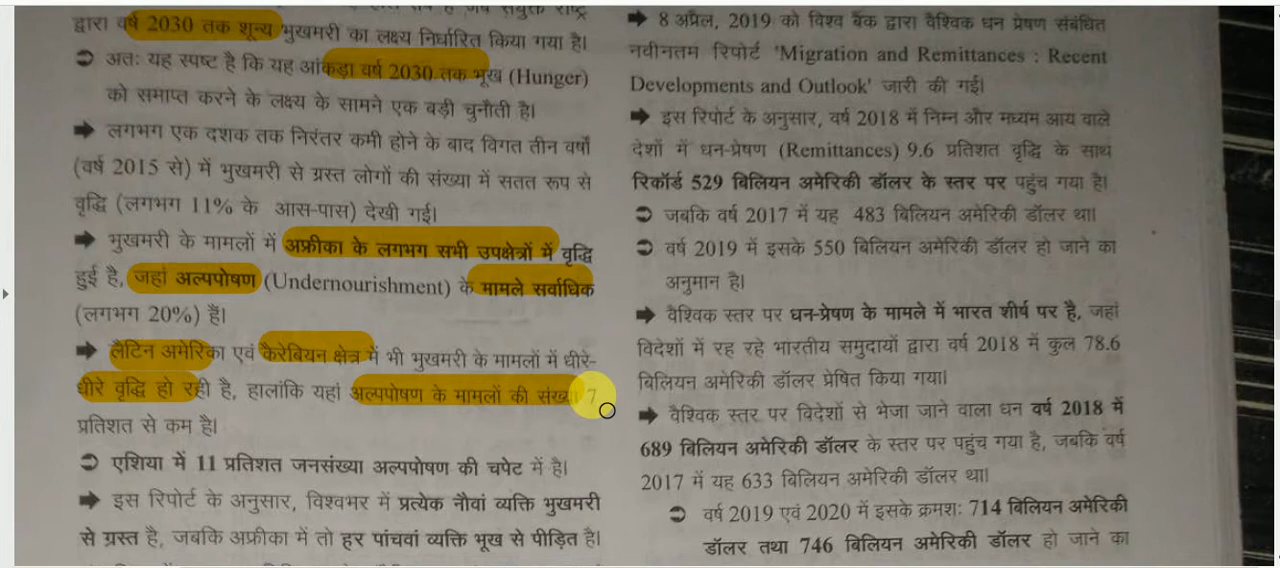 द्वारा वर्ष 2030 तक शून्य भुखमरी का लक्ष्य निर्धारित किया गया है।
➲ अतः यह स्पष्ट है कि यह आंकड़ा वर्ष 2030 तक भूख (Hunger)
को समाप्त करने के लक्ष्य के सामने एक बड़ी चुनौती है।
➡ लगभग एक दशक तक निरंतर कमी होने के बाद विगत तीन वर्षों
(वर्ष 2015 से) में भुखमरी से ग्रस्त लोगों की संख्या में सतत रूप से
वृद्धि (लगभग 11% के आस-पास) देखी गई।
➡ भुखमरी के मामलों में अफ्रीका के लगभग सभी उपक्षेत्रों में वृद्धि
हुई है, जहां अल्पपोषण (Undernourishment) के मामले सर्वाधिक
(लगभग 20%) हैं।
➡ लैटिन अमेरिका एवं कैरेबियन क्षेत्र में भी भुखमरी के मामलों में धीरे-
धीरे वृद्धि हो रही है, हालांकि यहां अल्पपोषण के मामलों की संख्या 7
प्रतिशत से कम है।
➲ एशिया में 11 प्रतिशत जनसंख्या अल्पपोषण की चपेट में है।
➡ इस रिपोर्ट के अनुसार, विश्वभर में प्रत्येक नौवां व्यक्ति भुखमरी
से ग्रस्त है, जबकि अफ्रीका में तो हर पांचवां व्यक्ति भूख से पीड़ित है।
➡ 8 अप्रैल, 2019 को विश्व बैंक द्वारा वैश्विक धन प्रेषण संबंधित
नवीनतम रिपोर्ट 'Migration and Remittances : Recent
Developments and Outlook' जारी की गई।
➡ इस रिपोर्ट के अनुसार, वर्ष 2018 में निम्न और मध्यम आय वाले
देशों में धन-प्रेषण (Remittances) 9.6 प्रतिशत वृद्धि के साथ
रिकॉर्ड 529 बिलियन अमेरिकी डॉलर के स्तर पर पहुंच गया है।
➲ जबकि वर्ष 2017 में यह 483 बिलियन अमेरिकी डॉलर था।
➲ वर्ष 2019 में इसके 550 बिलियन अमेरिकी डॉलर हो जाने का
अनुमान है।
➡ वैश्विक स्तर पर धन-प्रेषण के मामले में भारत शीर्ष पर है, जहां
विदेशों में रह रहे भारतीय समुदायों द्वारा वर्ष 2018 में कुल 78.6
बिलियन अमेरिकी डॉलर प्रेषित किया गया।
➡ वैश्विक स्तर पर विदेशों से भेजा जाने वाला धन वर्ष 2018 में
689 बिलियन अमेरिकी डॉलर के स्तर पर पहुंच गया है, जबकि वर्ष
2017 में यह 633 बिलियन अमेरिकी डॉलर था।
➲ वर्ष 2019 एवं 2020 में इसके क्रमशः 714 बिलियन अमेरिकी
डॉलर तथा 746 बिलियन अमेरिकी डॉलर हो जाने का